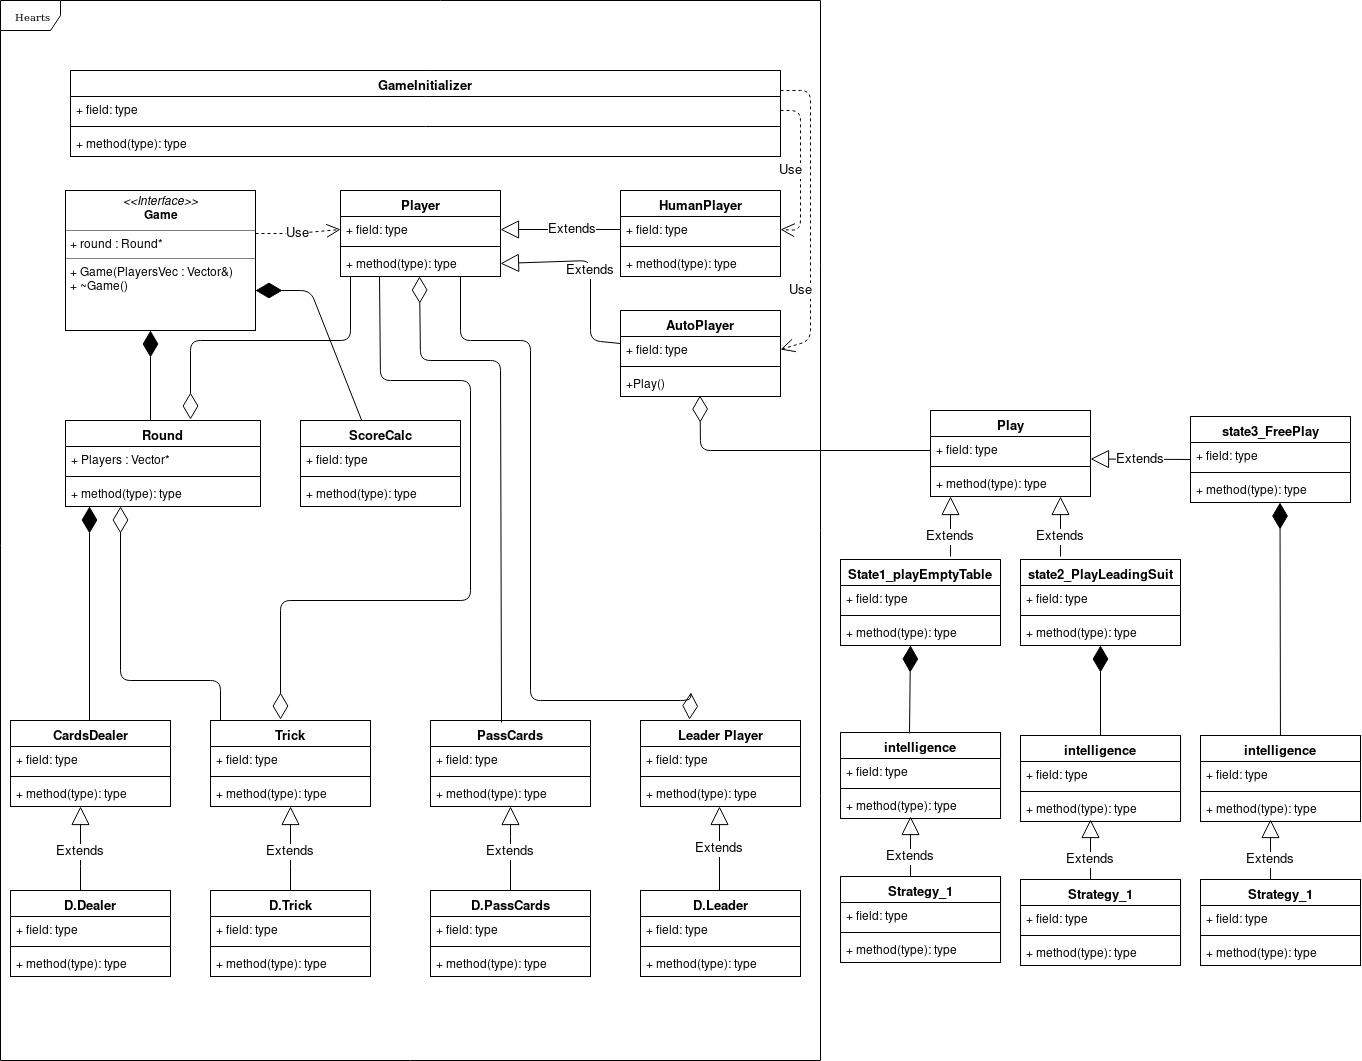 Hearts
GameInitializer
+ field: type
+ method(type): type
Use
Use
<<Interface>>
Game
+ round : Round*
+ Game(PlayersVec : Vector&)
+ ~Game()
Use
Player
+ field: type
+ method(type): type
Extends
Extends
HumanPlayer
+ field: type
+ method(type): type
AutoPlayer
+ field: type
+Play()
Round
+ Players : Vector*
+ method(type): type
ScoreCalc
+ field: type
+ method(type): type
Play
+ field: type
+ method(type): type
Extends
state3_FreePlay
+ field: type
+ method(type): type
Extends
Extends
State1_playEmptyTable
+ field: type
+ method(type): type
state2_PlayLeadingSuit
+ field: type
+ method(type): type
CardsDealer
+ field: type
+ method(type): type
Trick
+ field: type
+ method(type): type
PassCards
+ field: type
+ method(type): type
Leader Player
+ field: type
+ method(type): type
intelligence
+ field: type
+ method(type): type
intelligence
+ field: type
+ method(type): type
intelligence
+ field: type
+ method(type): type
Extends
Extends
Extends
Extends
Extends
Extends
Extends
D.Dealer
+ field: type
+ method(type): type
D.Trick
+ field: type
+ method(type): type
D.PassCards
+ field: type
+ method(type): type
D.Leader
+ field: type
+ method(type): type
Strategy_1
+ field: type
+ method(type): type
Strategy_1
+ field: type
+ method(type): type
Strategy_1
+ field: type
+ method(type): type